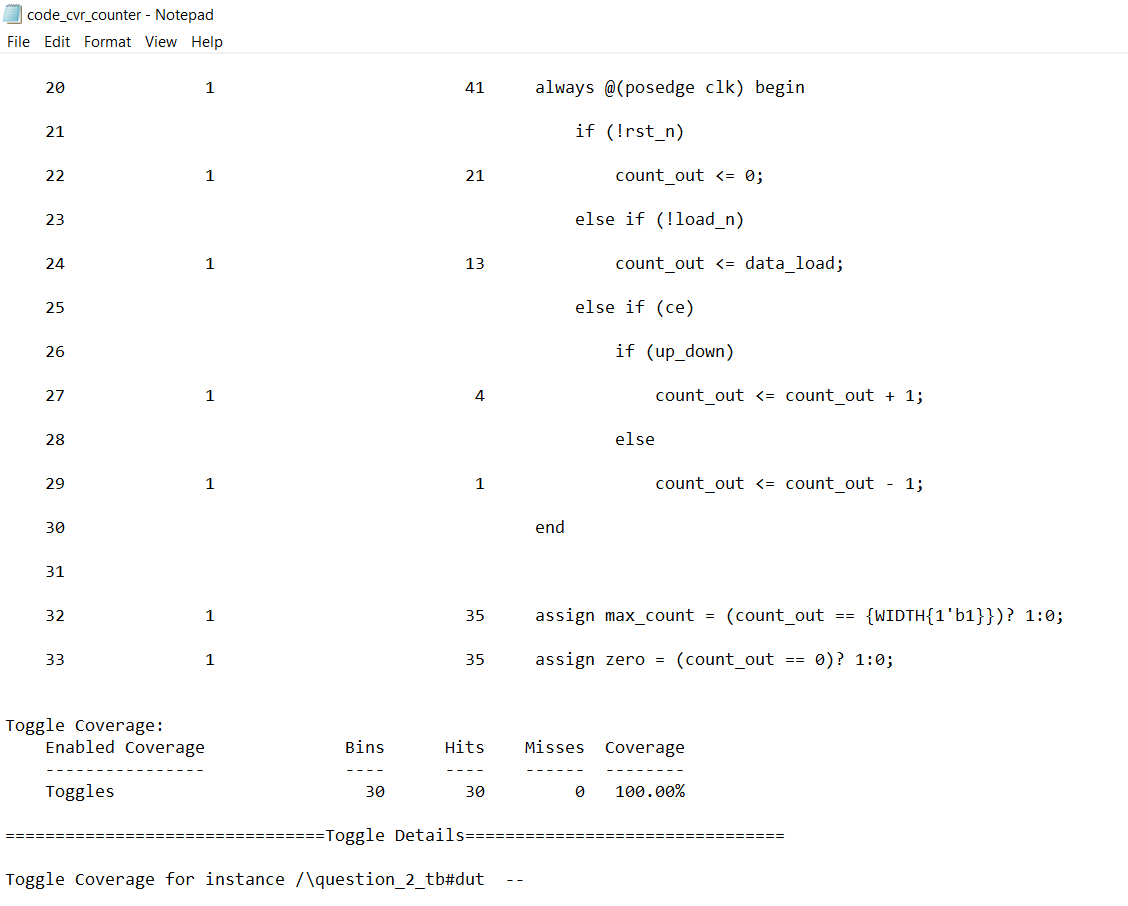 code_cvr_counter - Notepad
File Edit Format View Help
20 1 41 always @(posedge clk) begin
21 if (!rst_n)
22 1 21 count_out <= 0;
23 else if (!load_n)
24 1 13 count_out <= data_load;
25 else if (ce)
26 if (up_down)
27 1 4 count_out <= count_out + 1;
28 else
29 1 1 count_out <= count_out - 1;
30 end
31
32 1 35 assign max_count = (count_out == {WIDTH{1'b1}})? 1:0;
33 1 35 assign zero = (count_out == 0)? 1:0;
Toggle Coverage:
Enabled Coverage Bins Hits Misses Coverage
---------------- ---- ---- ------ --------
Toggles 30 30 0 100.00%
================================Toggle Details================================
Toggle Coverage for instance /\question_2_tb#dut --